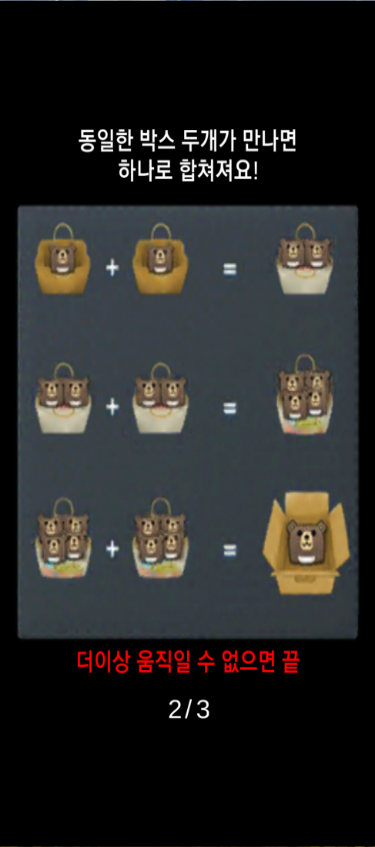 동일한 박스 두개가 만나면
하나로 합쳐져요!
+ =
+ =
+ =
더이상 움직일 수 없으면 끝
2/3